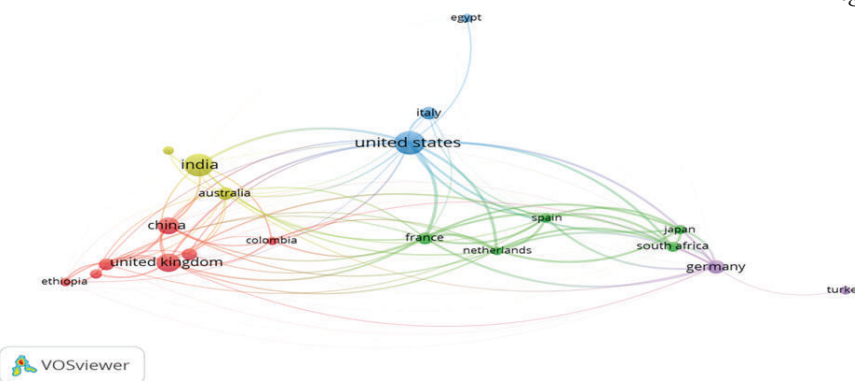 egypt
italy
united states
india
australia
china
colombia
united kingdom
ethiopia
france
netherlands
spain
japan
south africa
germany
turke
VOSviewer